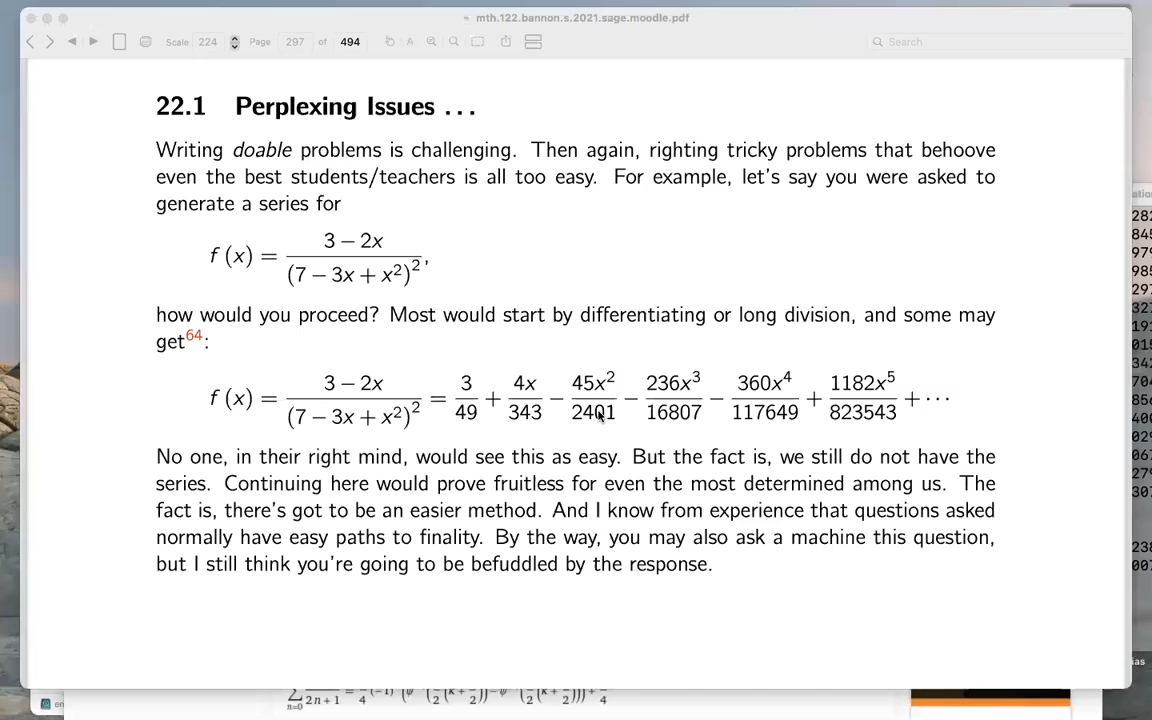 mth.122.bannon.s.2021.sage.moodle.pdf
Scale 224 Page 297 of 494 A Search
22.1 Perplexing Issues ...
Writing doable problems is challenging. Then again, righting tricky problems that behoove
even the best students/teachers is all too easy. For example, let's say you were asked to
generate a series for
f (x) = (3 − 2x) / (7 − 3x + x²)²,
how would you proceed? Most would start by differentiating or long division, and some may
get⁶⁴:
f (x) = (3 − 2x) / (7 − 3x + x²)² = 3/49 + 4x/343 − 45x²/2401 − 236x³/16807 − 360x⁴/117649 + 1182x⁵/823543 + ···
No one, in their right mind, would see this as easy. But the fact is, we still do not have the
series. Continuing here would prove fruitless for even the most determined among us. The
fact is, there's got to be an easier method. And I know from experience that questions asked
normally have easy paths to finality. By the way, you may also ask a machine this question,
but I still think you're going to be befuddled by the response.